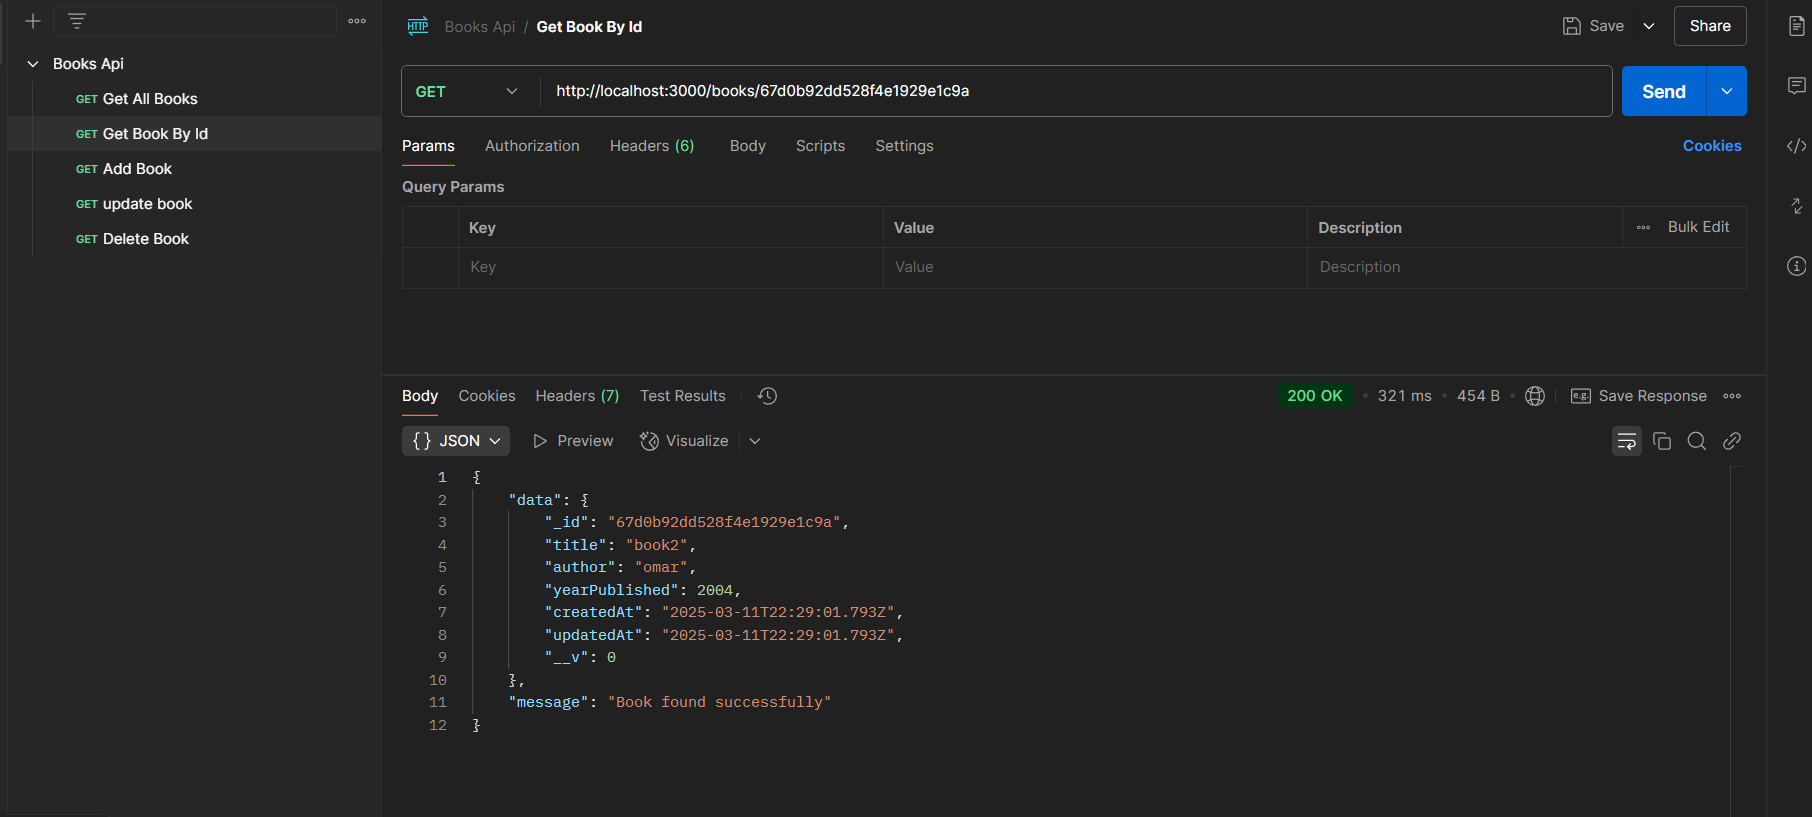 Books Api
GET Get All Books
GET Get Book By Id
GET Add Book
GET update book
GET Delete Book
HTTP Books Api / Get Book By Id
Save
Share
GET http://localhost:3000/books/67d0b92dd528f4e1929e1c9a
Send
Params Authorization Headers (6) Body Scripts Settings Cookies
Query Params
Key Value Description Bulk Edit
Key Value Description
Body Cookies Headers (7) Test Results
200 OK • 321 ms • 454 B • e.g. Save Response
{} JSON Preview Visualize
1 {
2 "data": {
3 "_id": "67d0b92dd528f4e1929e1c9a",
4 "title": "book2",
5 "author": "omar",
6 "yearPublished": 2004,
7 "createdAt": "2025-03-11T22:29:01.793Z",
8 "updatedAt": "2025-03-11T22:29:01.793Z",
9 "__v": 0
10 },
11 "message": "Book found successfully"
12 }